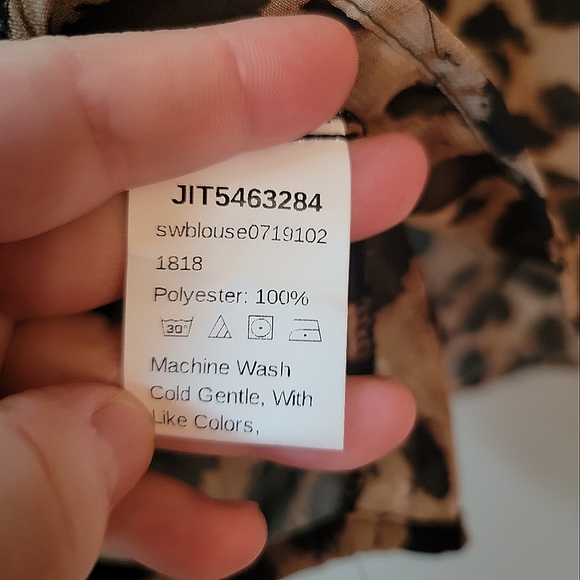 JIT5463284
swblouse0719102
1818
Polyester: 100%
30°
Machine Wash
Cold Gentle, With
Like Colors,